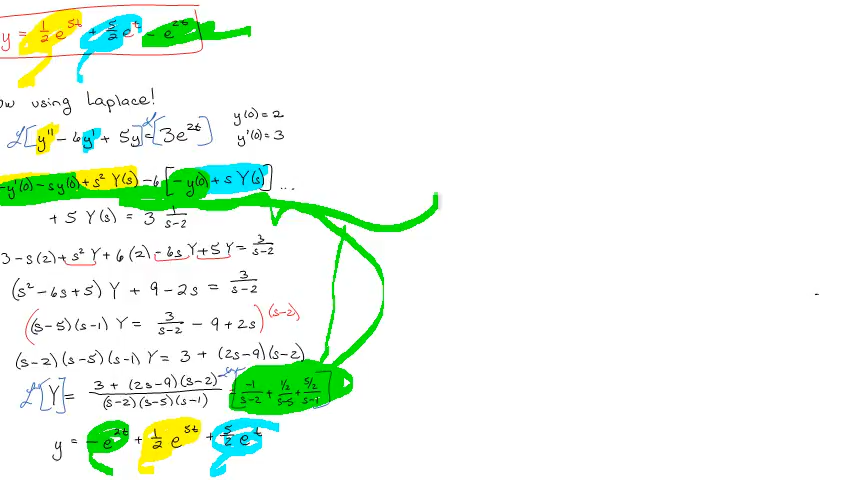 y = 1/2 e^{5t} + 5/2 e^t - e^{2t}
ow using Laplace!
y(0) = 2
ℒ[y'' - 6y' + 5y] = ℒ[3e^{2t}]
y'(0) = 3
-y'(0) - sy(0) + s² Y(s) - 6 [-y(0) + s Y(s)] ...
+ 5 Y(s) = 3 1/(s-2)
3 - s(2) + s² Y + 6(2) - 6s Y + 5 Y = 3/(s-2)
(s² - 6s + 5) Y + 9 - 2s = 3/(s-2)
((s-5)(s-1) Y = 3/(s-2) - 9 + 2s) (s-2)
(s-2)(s-5)(s-1) Y = 3 + (2s-9)(s-2)
[Y] = (3 + (2s-9)(s-2))/((s-2)(s-5)(s-1)) = [-1/(s-2) + 1/2/(s-5) + 5/2/(s-1)]
y = -e^{2t} + 1/2 e^{5t} + 5/2 e^t